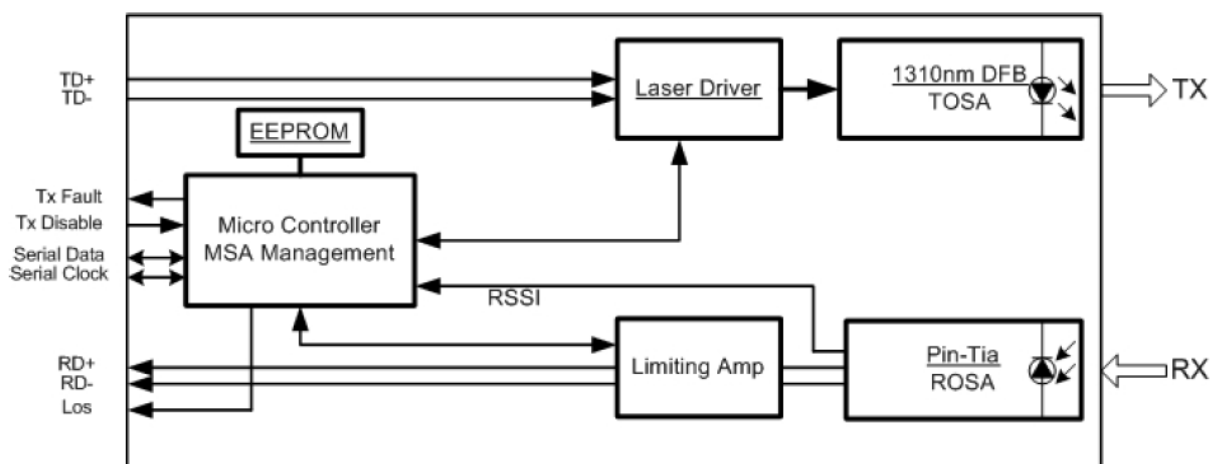 TD+
TD-
Laser Driver
1310nm DFB
TOSA
TX
EEPROM
Tx Fault
Tx Disable
Serial Data
Serial Clock
Micro Controller
MSA Management
RSSI
RD+
RD-
Los
Limiting Amp
Pin-Tia
ROSA
RX